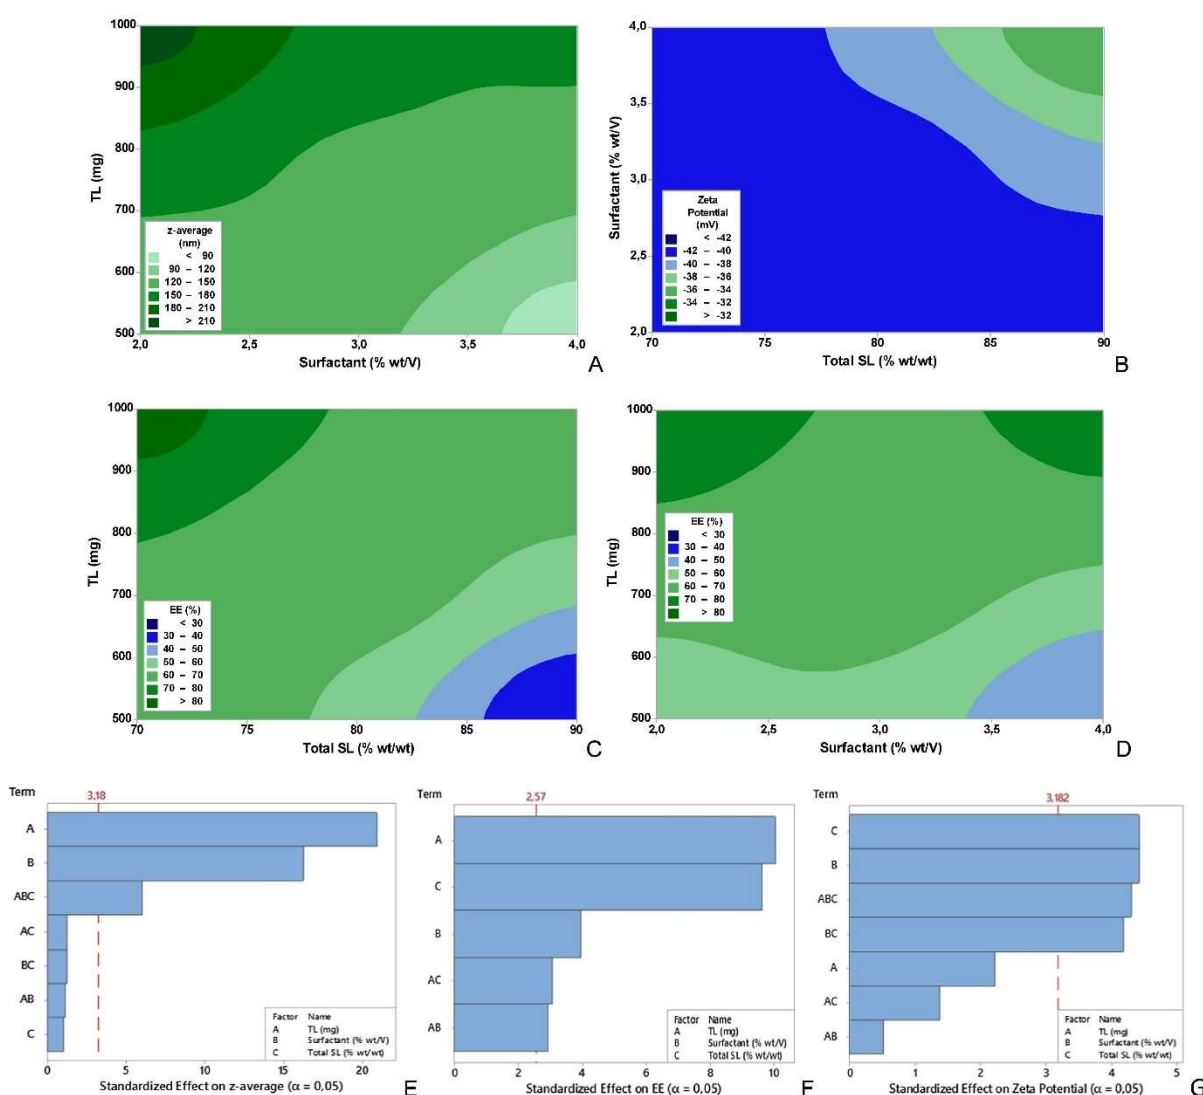 1000
900
800
700
600
500
TL (mg)
z-average
(nm)
< 90
90 – 120
120 – 150
150 – 180
180 – 210
> 210
2,0 2,5 3,0 3,5 4,0
Surfactant (% wt/V)
A
4,0
3,5
3,0
2,5
2,0
Surfactant (% wt/V)
Zeta
Potential
(mV)
< -42
-42 – -40
-40 – -38
-38 – -36
-36 – -34
-34 – -32
> -32
70 75 80 85 90
Total SL (% wt/wt)
B
1000
900
800
700
600
500
TL (mg)
EE (%)
< 30
30 – 40
40 – 50
50 – 60
60 – 70
70 – 80
> 80
70 75 80 85 90
Total SL (% wt/wt)
C
1000
900
800
700
600
500
TL (mg)
EE (%)
< 30
30 – 40
40 – 50
50 – 60
60 – 70
70 – 80
> 80
2,0 2,5 3,0 3,5 4,0
Surfactant (% wt/V)
D
Term
3,18
A
B
ABC
AC
BC
AB
C
Factor Name
A TL (mg)
B Surfactant (% wt/V)
C Total SL (% wt/wt)
0 5 10 15 20
Standardized Effect on z-average (α = 0,05)
E
Term
2,57
A
C
B
AC
AB
Factor Name
A TL (mg)
B Surfactant (% wt/V)
C Total SL (% wt/wt)
0 2 4 6 8 10
Standardized Effect on EE (α = 0,05)
F
Term
3,182
C
B
ABC
BC
A
AC
AB
Factor Name
A TL (mg)
B Surfactant (% wt/V)
C Total SL (% wt/wt)
0 1 2 3 4 5
Standardized Effect on Zeta Potential (α = 0,05)
G